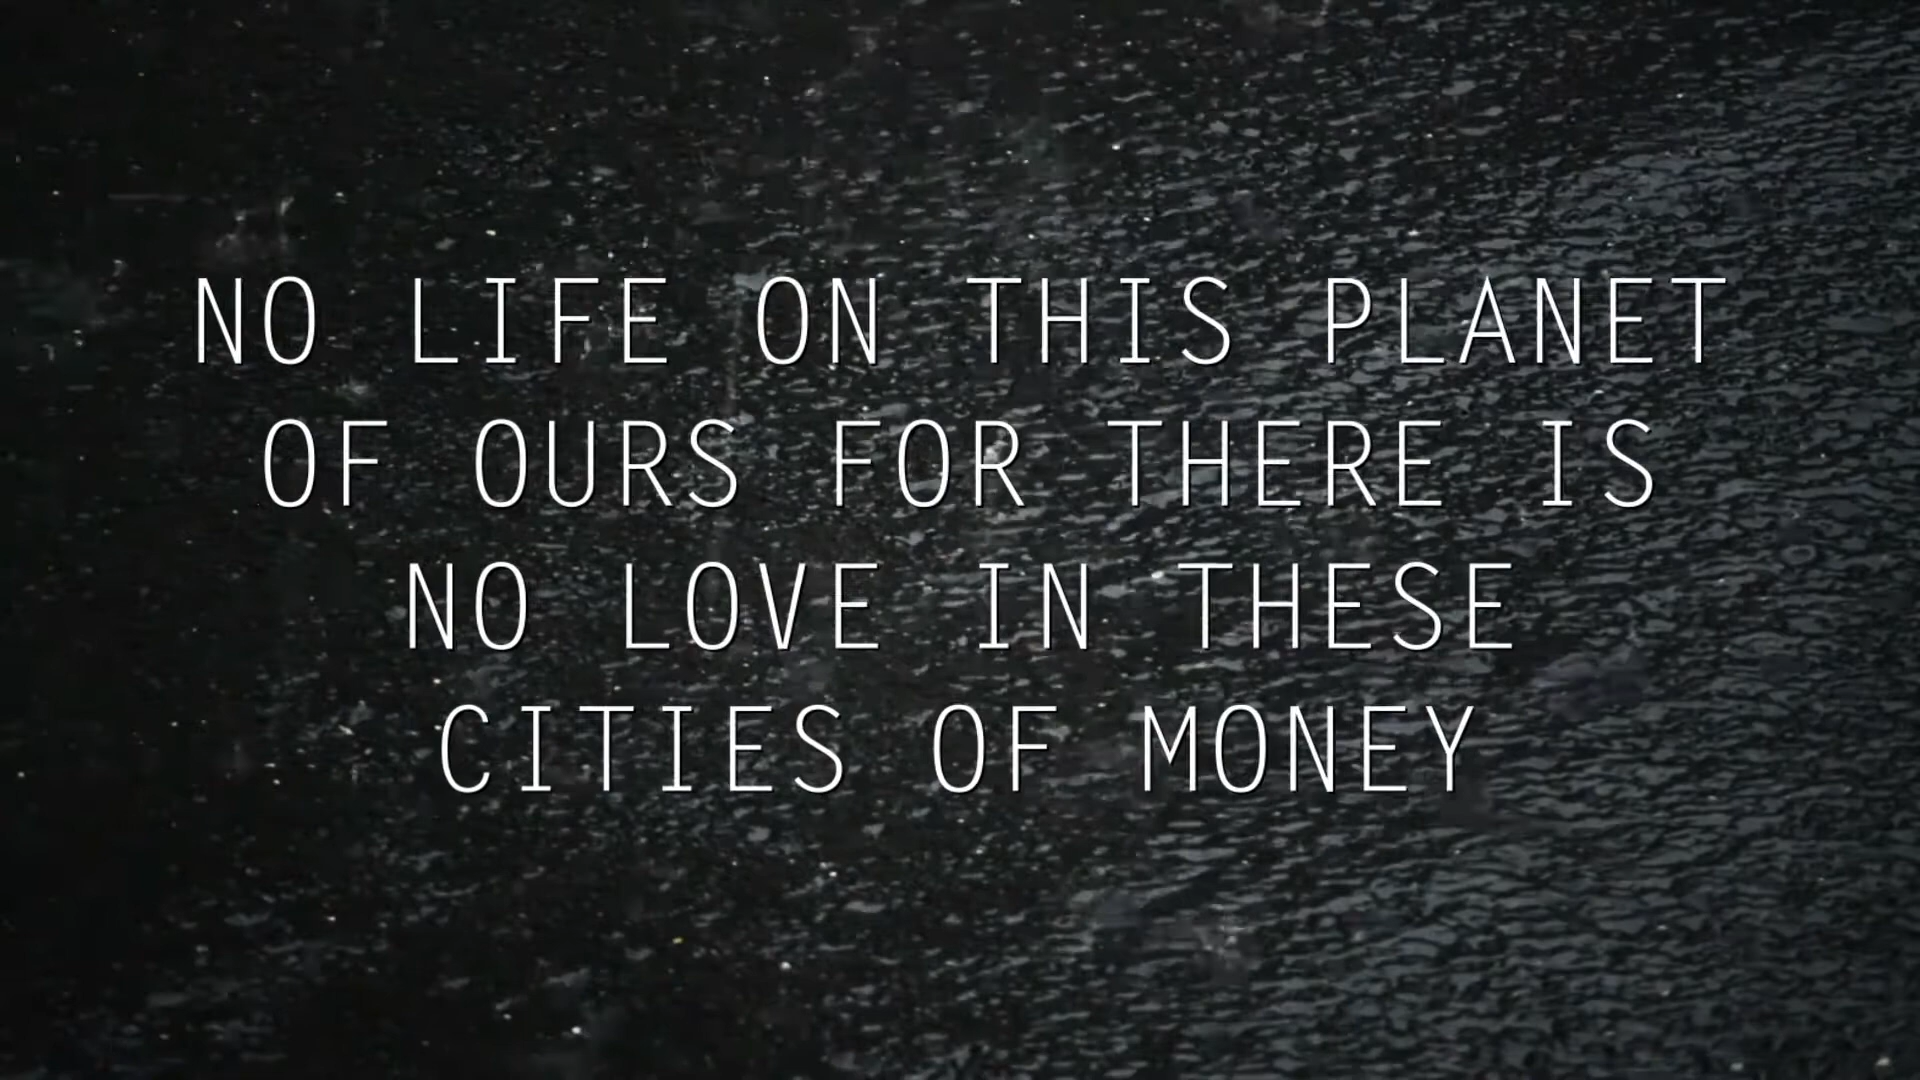 NO LIFE ON THIS PLANET
OF OURS FOR THERE IS
NO LOVE IN THESE
CITIES OF MONEY